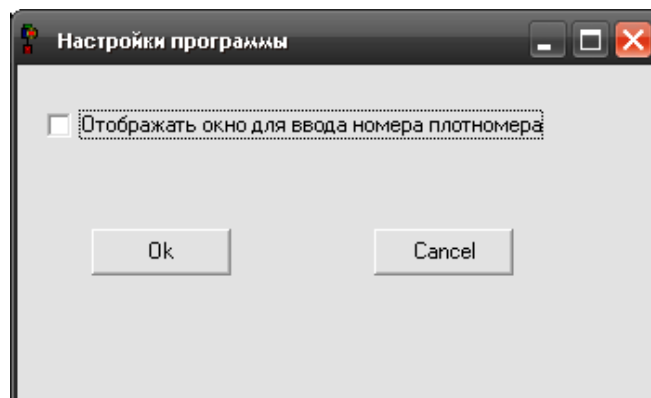 Настройки программы
Отображать окно для ввода номера плотномера
Ok
Cancel